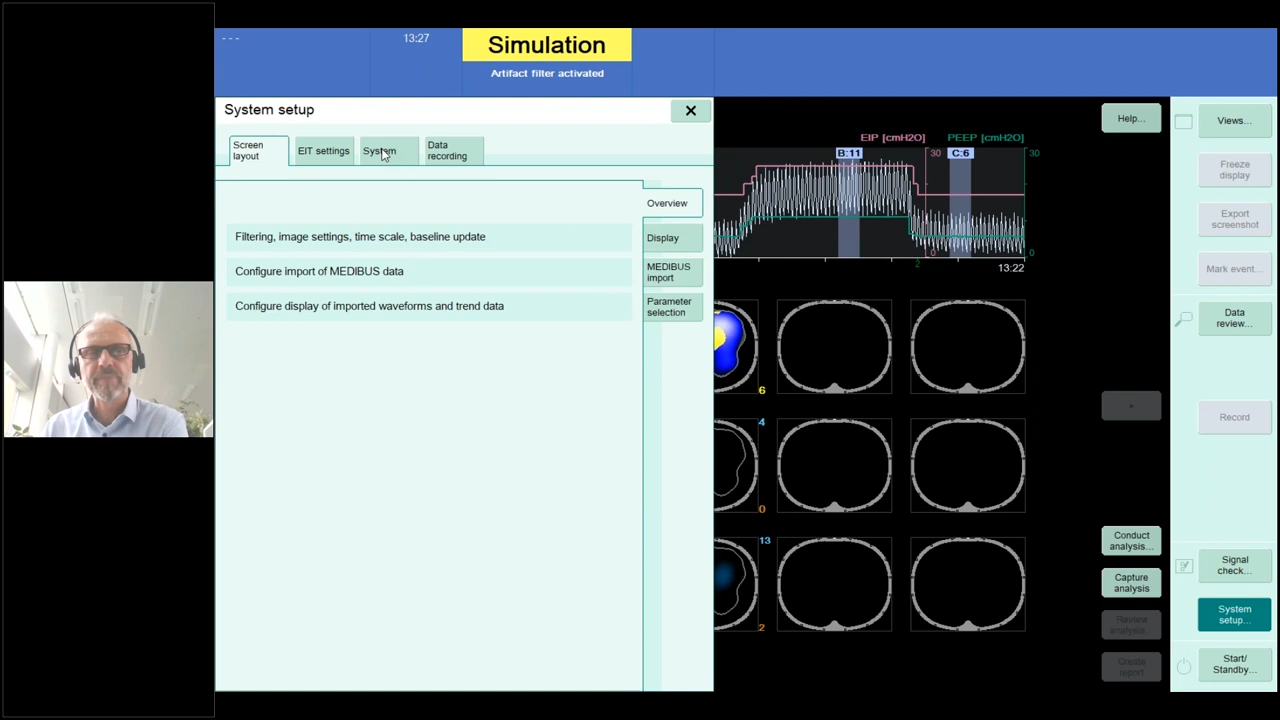 - - -
13:27
Simulation
Artifact filter activated
System setup
Screen
layout
EIT settings
System
Data
recording
Overview
Filtering, image settings, time scale, baseline update
Display
Configure import of MEDIBUS data
MEDIBUS
import
Configure display of imported waveforms and trend data
Parameter
selection
EIP [cmH2O]
PEEP [cmH2O]
B:11
C:6
30
30
0
0
2
13:22
6
4
0
13
2
Help...
Conduct
analysis...
Capture
analysis
Review
analysis...
Create
report
Views...
Freeze
display
Export
screenshot
Mark event...
Data
review...
Record
Signal
check...
System
setup...
Start/
Standby...